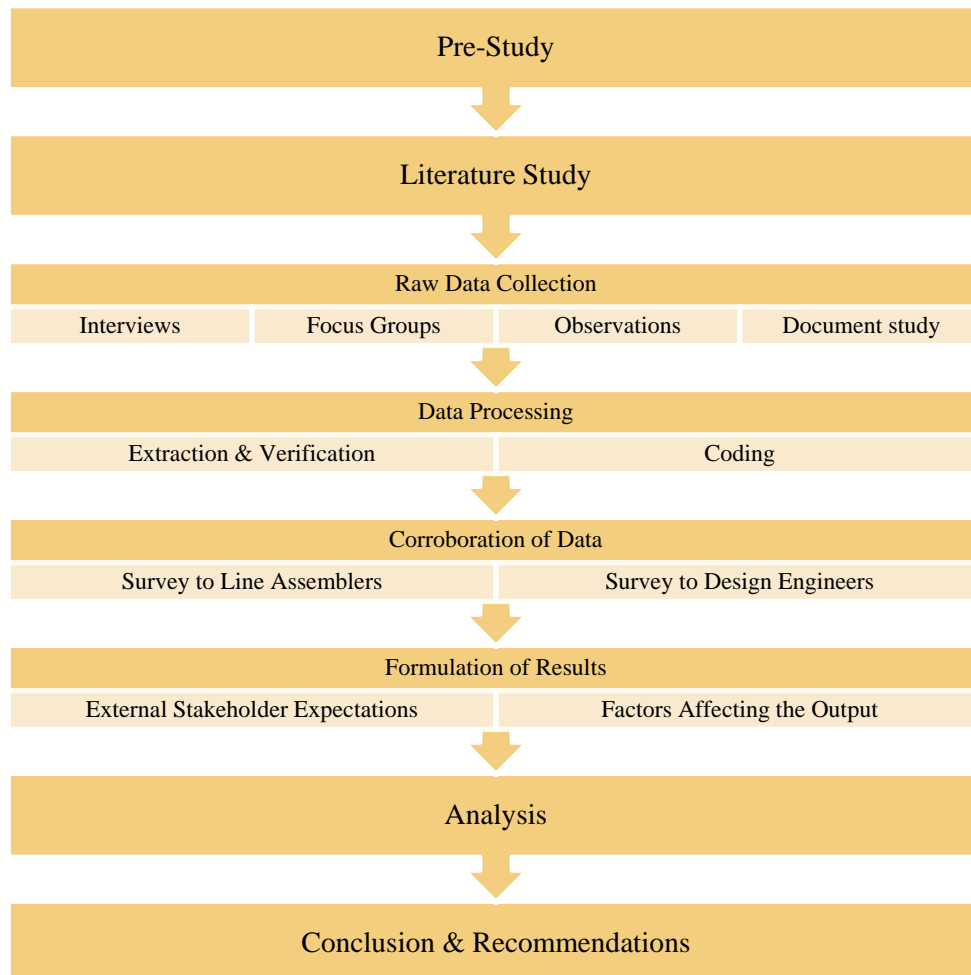 Pre-Study
Literature Study
Raw Data Collection
Interviews Focus Groups Observations Document study
Data Processing
Extraction & Verification Coding
Corroboration of Data
Survey to Line Assemblers Survey to Design Engineers
Formulation of Results
External Stakeholder Expectations Factors Affecting the Output
Analysis
Conclusion & Recommendations